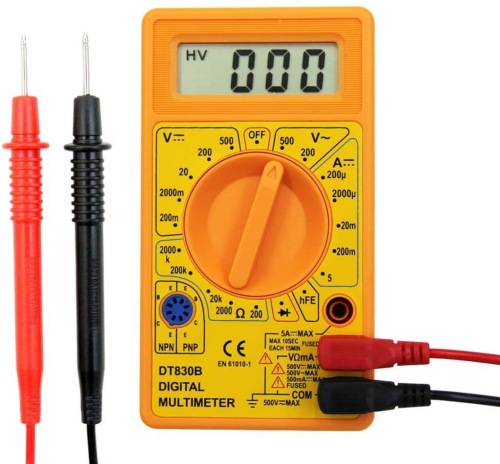 HV 000
V⎓ 500 OFF 500 V~
200 200
20 A⎓
2000m 200µ
200m 2000µ
20m
200m
2000k
200k
5
20k 2000 Ω 200 hFE
E E
B B
C C
E E
NPN PNP
CE
EN 61010-1
5A⎓MAX
MAX 10SEC FUSED
EACH 15MIN
VΩmA
500V⎓MAX
500V~MAX
500mA⎓MAX
FUSED
COM
500V⎓MAX
DT830B
DIGITAL
MULTIMETER